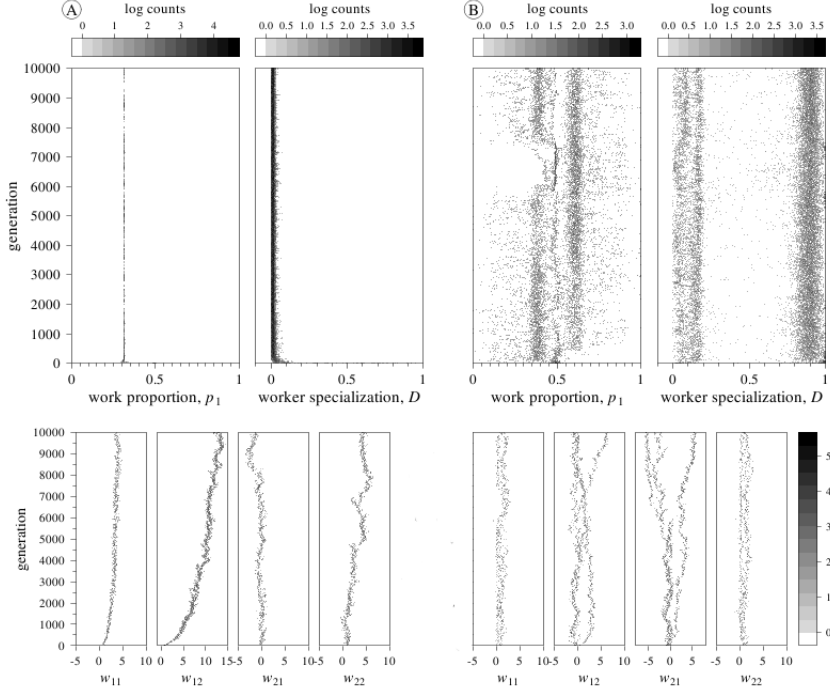 A
log counts
0 1 2 3 4
log counts
0.0 0.5 1.0 1.5 2.0 2.5 3.0 3.5
B
log counts
0.0 0.5 1.0 1.5 2.0 2.5 3.0
log counts
0.0 0.5 1.0 1.5 2.0 2.5 3.0 3.5
10000
9000
8000
7000
6000
5000
4000
3000
2000
1000
0
generation
0 0.5 1
work proportion, p1
0 0.5 1
worker specialization, D
0 0.5 1
work proportion, p1
0 0.5 1
worker specialization, D
10000
9000
8000
7000
6000
5000
4000
3000
2000
1000
0
generation
-5 0 5 10
w11
0 5 10 15
w12
-5 0 5 10
w21
-5 0 5 10
w22
-5 0 5 10
w11
-5 0 5 10
w12
-5 0 5
w21
-5 0 5 10
w22
5
4
3
2
1
0